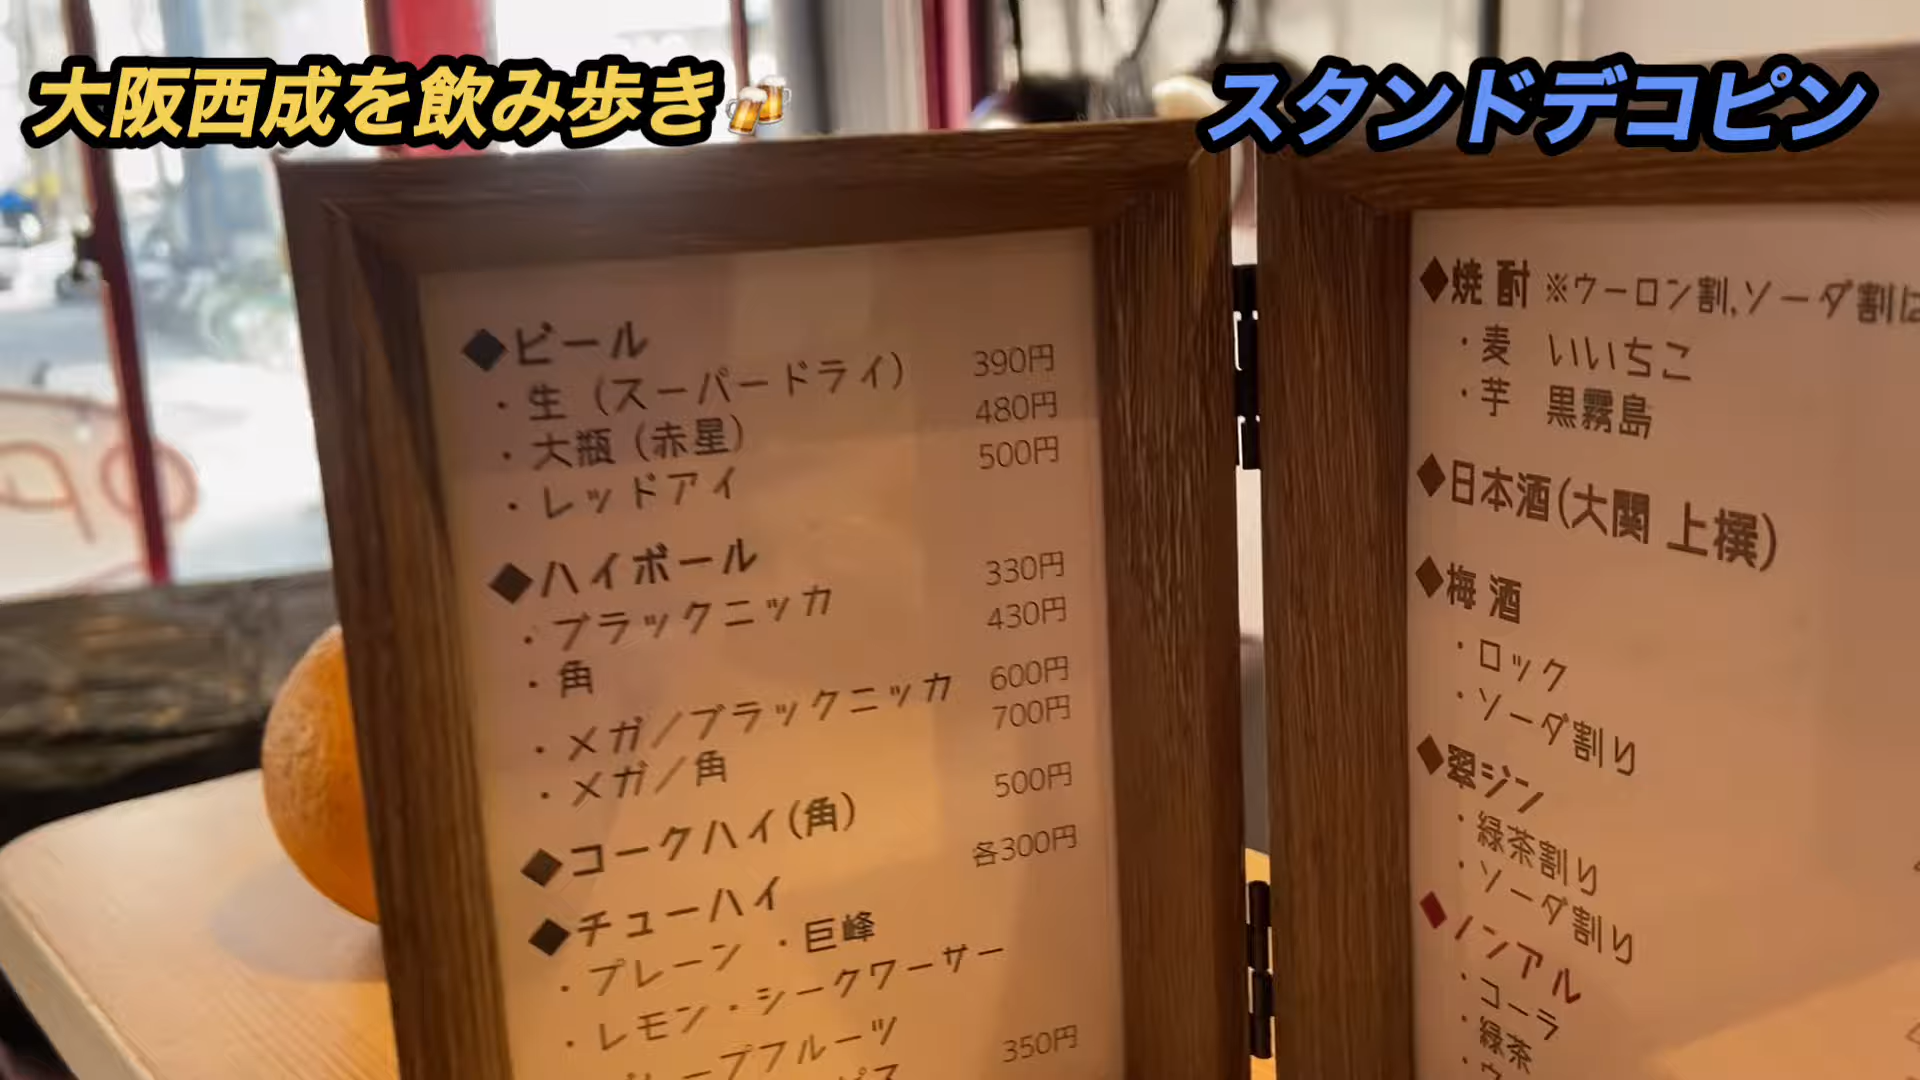 大阪西成を飲み歩き🍻
スタンドデコピン
◆ビール
・生（スーパードライ） 390円
・大瓶（赤星） 480円
・レッドアイ 500円
◆ハイボール
・ブラックニッカ 330円
・角 430円
・メガ/ブラックニッカ 600円
・メガ/角 700円
◆コークハイ(角) 500円
◆チューハイ 各300円
・プレーン ・巨峰
・レモン・シークワーサー
プフルーツ
350円
◆焼酎 ※ウーロン割,ソーダ割は
・麦 いいちこ
・芋 黒霧島
◆日本酒(大関 上撰)
◆梅酒
・ロック
・ソーダ割り
◆翠ジン
・緑茶割り
・ソーダ割り
◆ノンアル
・コーラ
・緑茶